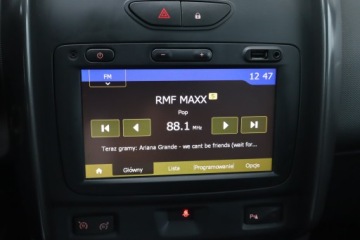 FM
12 47
RMF MAXX
Pop
88.1 MHz
Teraz gramy: Ariana Grande - we cant be friends (wait for...
Główny Lista Programowanie Opcje